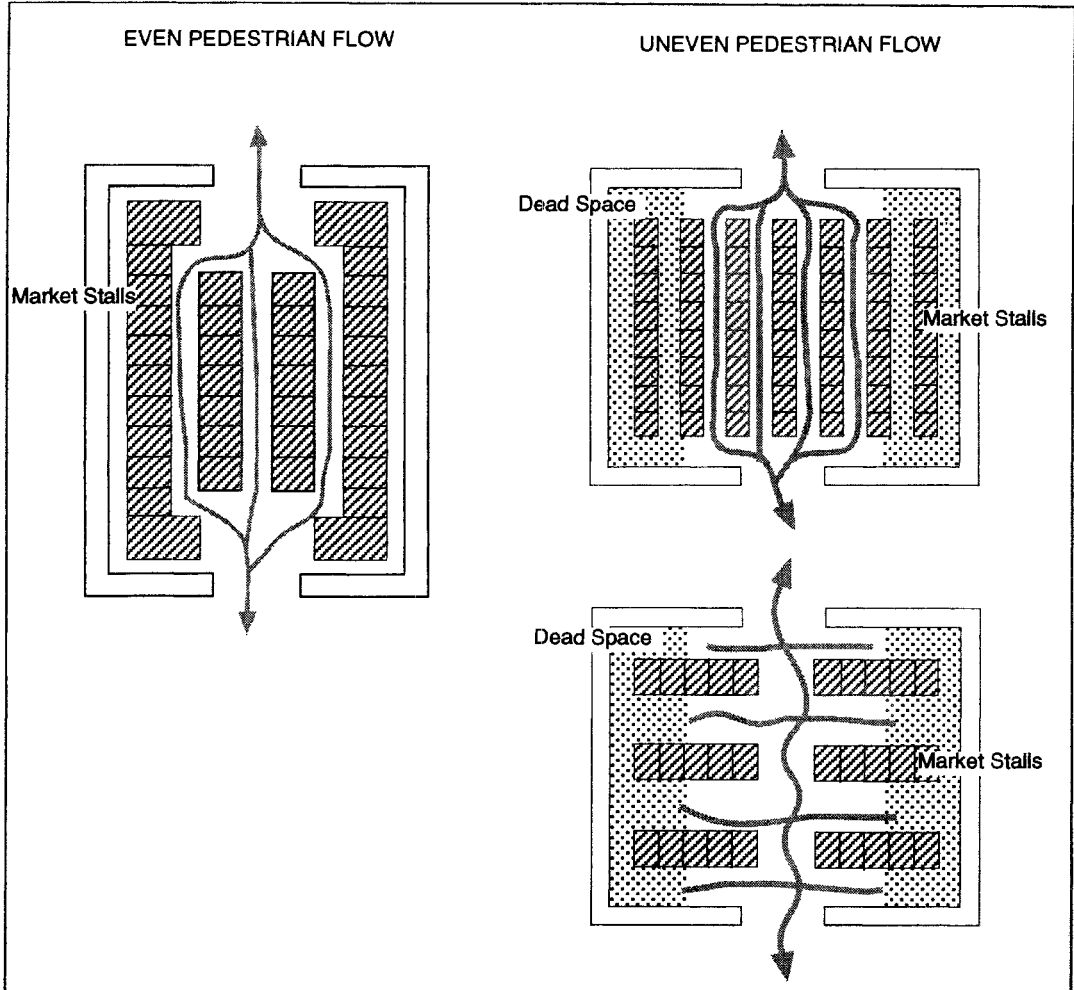 EVEN PEDESTRIAN FLOW
UNEVEN PEDESTRIAN FLOW
Market Stalls
Dead Space
Market Stalls
Dead Space
Market Stalls